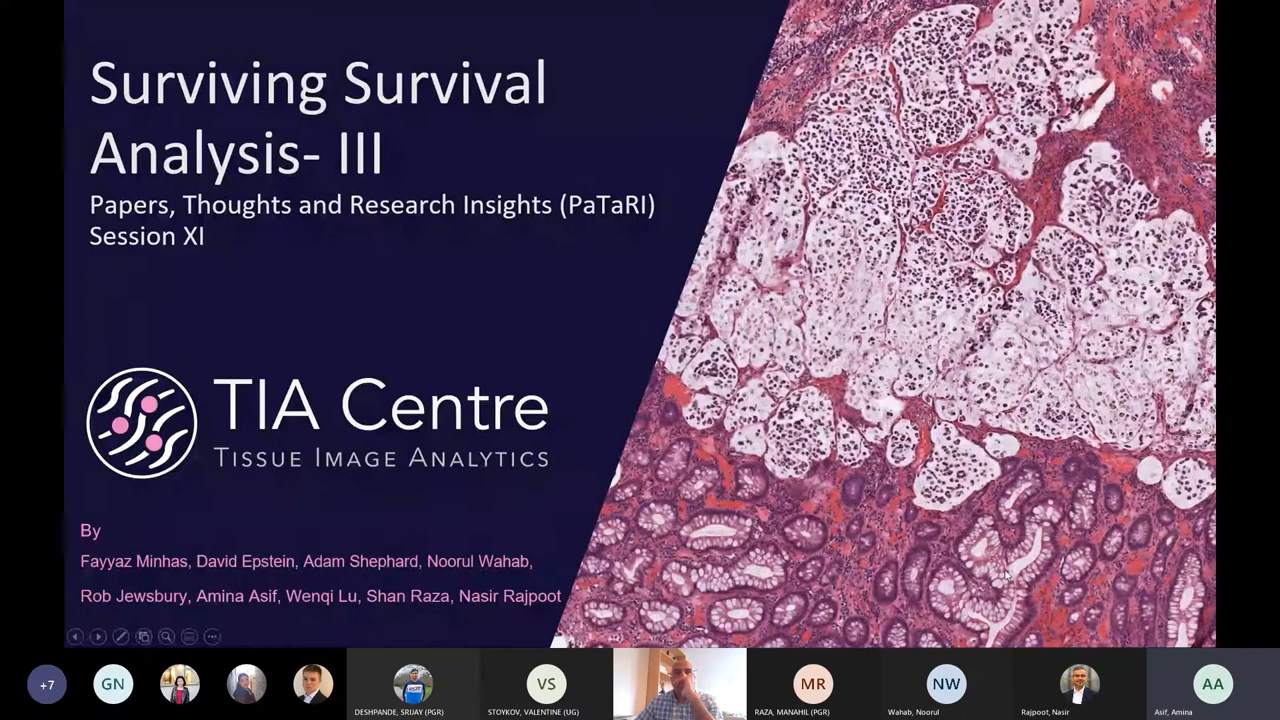 Surviving Survival
Analysis- III
Papers, Thoughts and Research Insights (PaTaRI)
Session XI
TIA Centre
TISSUE IMAGE ANALYTICS
By
Fayyaz Minhas, David Epstein, Adam Shephard, Noorul Wahab,
Rob Jewsbury, Amina Asif, Wenqi Lu, Shan Raza, Nasir Rajpoot
+7
GN
VS
MR
NW
AA
DESHPANDE, SRIJAY (PGR)
STOYKOV, VALENTINE (UG)
RAZA, MANAHIL (PGR)
Wahab, Noorul
Rajpoot, Nasir
Asif, Amina